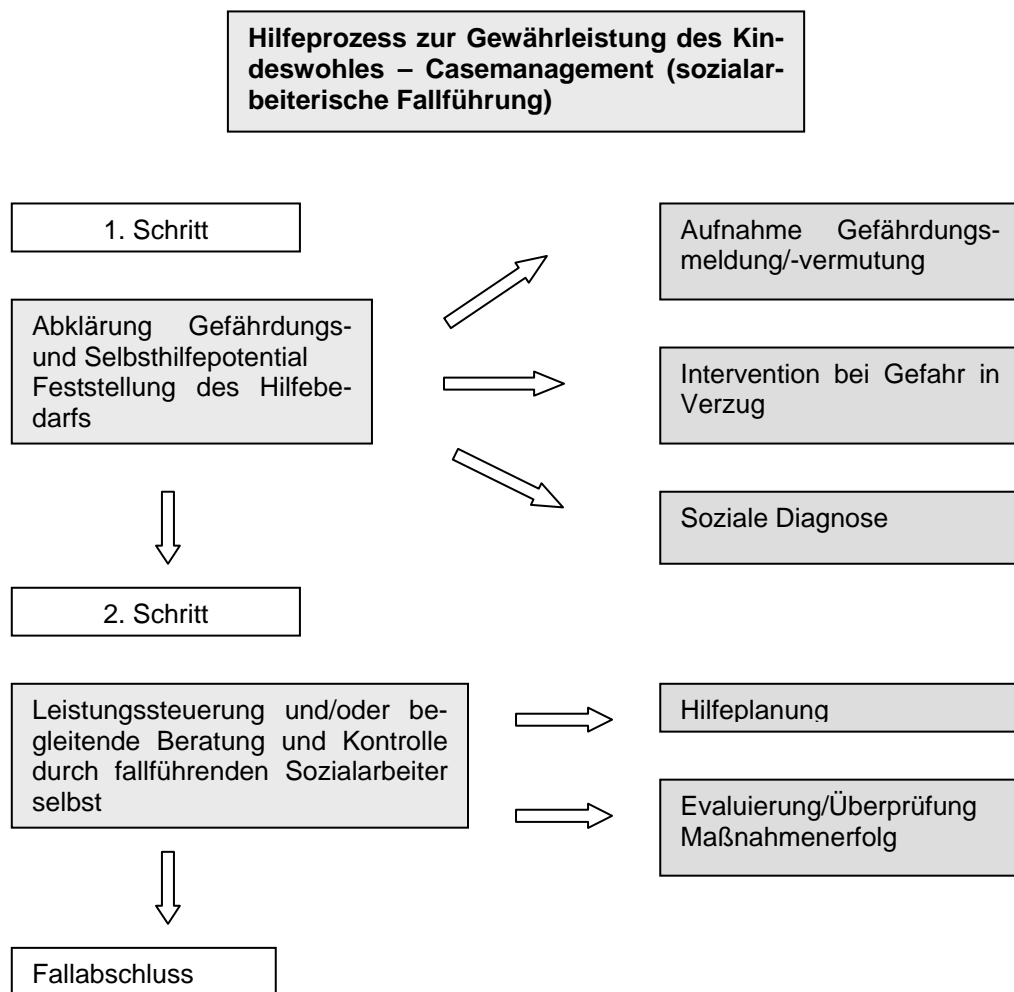 Hilfeprozess zur Gewährleistung des Kin-
deswohles – Casemanagement (sozialar-
beiterische Fallführung)
1. Schritt
Abklärung Gefährdungs-
und Selbsthilfepotential
Feststellung des Hilfebe-
darfs
Aufnahme Gefährdungs-
meldung/-vermutung
Intervention bei Gefahr in
Verzug
Soziale Diagnose
2. Schritt
Leistungssteuerung und/oder be-
gleitende Beratung und Kontrolle
durch fallführenden Sozialarbeiter
selbst
Hilfeplanung
Evaluierung/Überprüfung
Maßnahmenerfolg
Fallabschluss